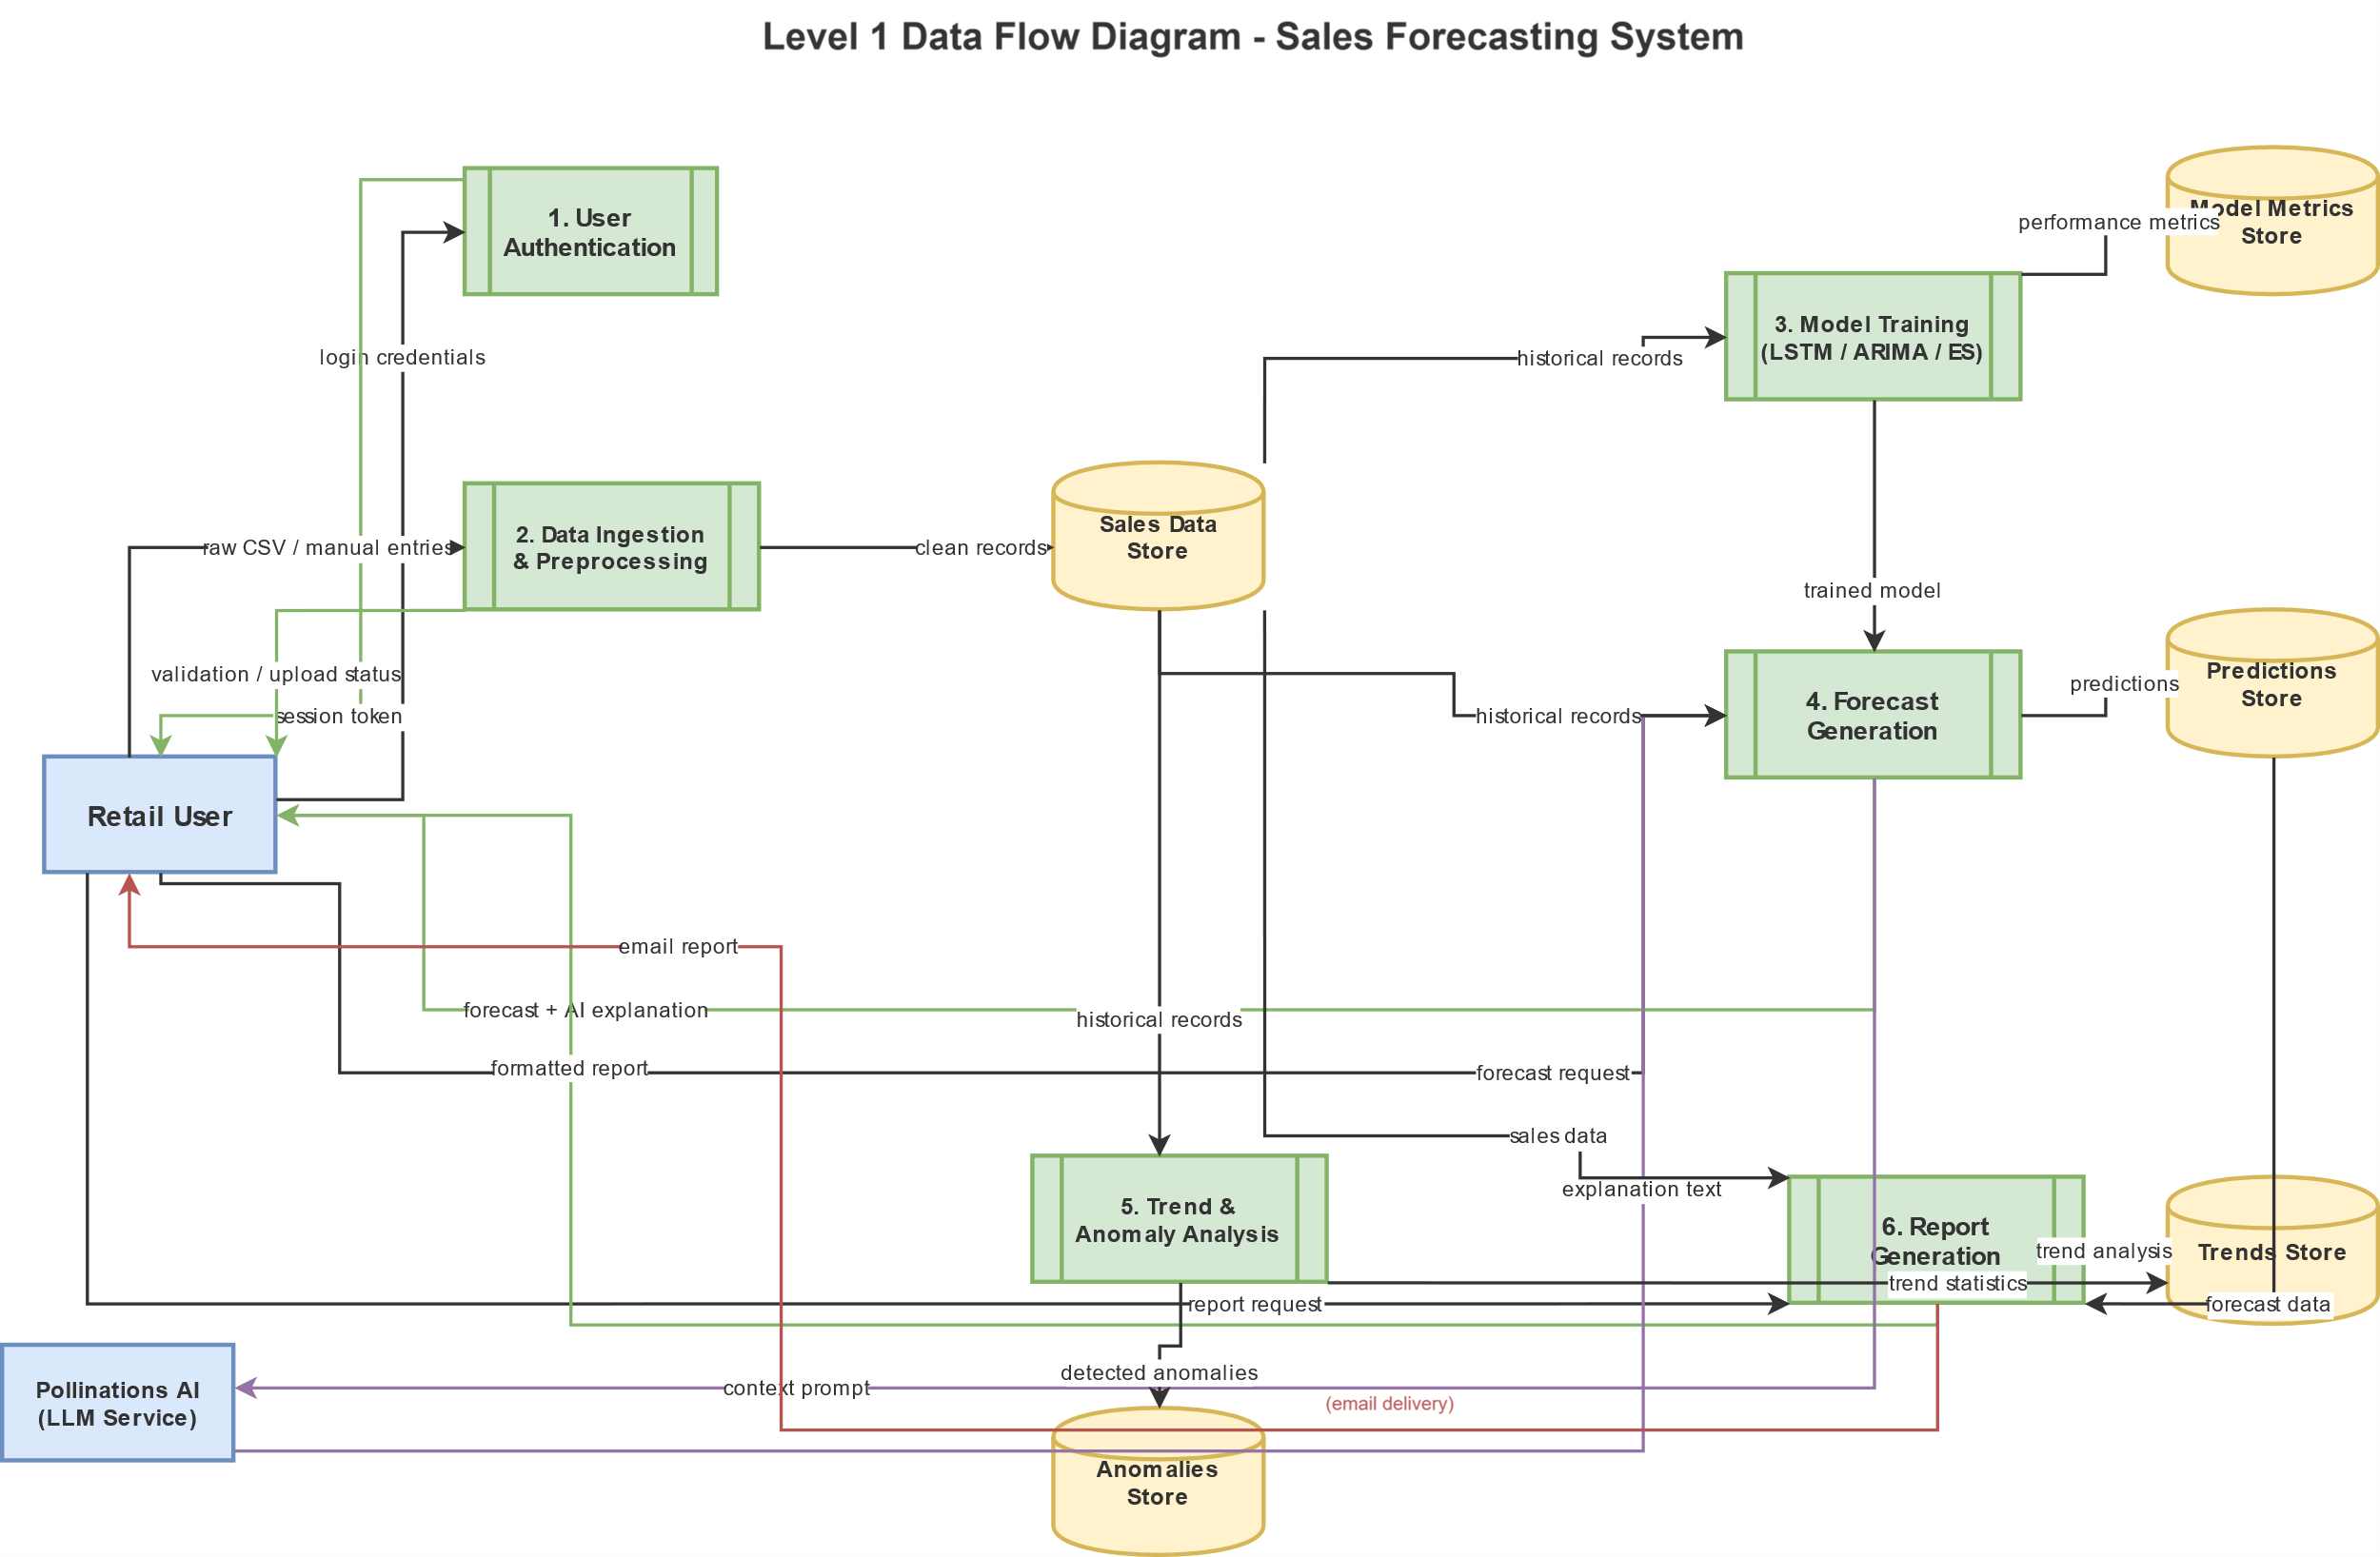 Level 1 Data Flow Diagram - Sales Forecasting System
1. User
Authentication
Model Metrics
Store
performance metrics
3. Model Training
(LSTM / ARIMA / ES)
login credentials
historical records
2. Data Ingestion
& Preprocessing
raw CSV / manual entries
clean records
Sales Data
Store
trained model
validation / upload status
session token
historical records
4. Forecast
Generation
predictions
Predictions
Store
Retail User
email report
forecast + AI explanation
historical records
formatted report
forecast request
sales data
explanation text
5. Trend &
Anomaly Analysis
6. Report
Generation
trend analysis
Trends Store
trend statistics
report request
forecast data
Pollinations AI
(LLM Service)
context prompt
detected anomalies
(email delivery)
Anomalies
Store